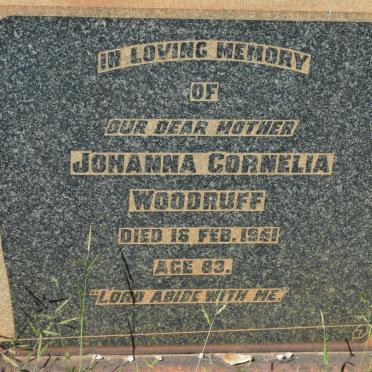 IN LOVING MEMORY
OF
OUR DEAR MOTHER
JOHANNA CORNELIA
WOODRUFF
DIED 16 FEB. 1951
AGE 83.
"LORD ABIDE WITH ME."